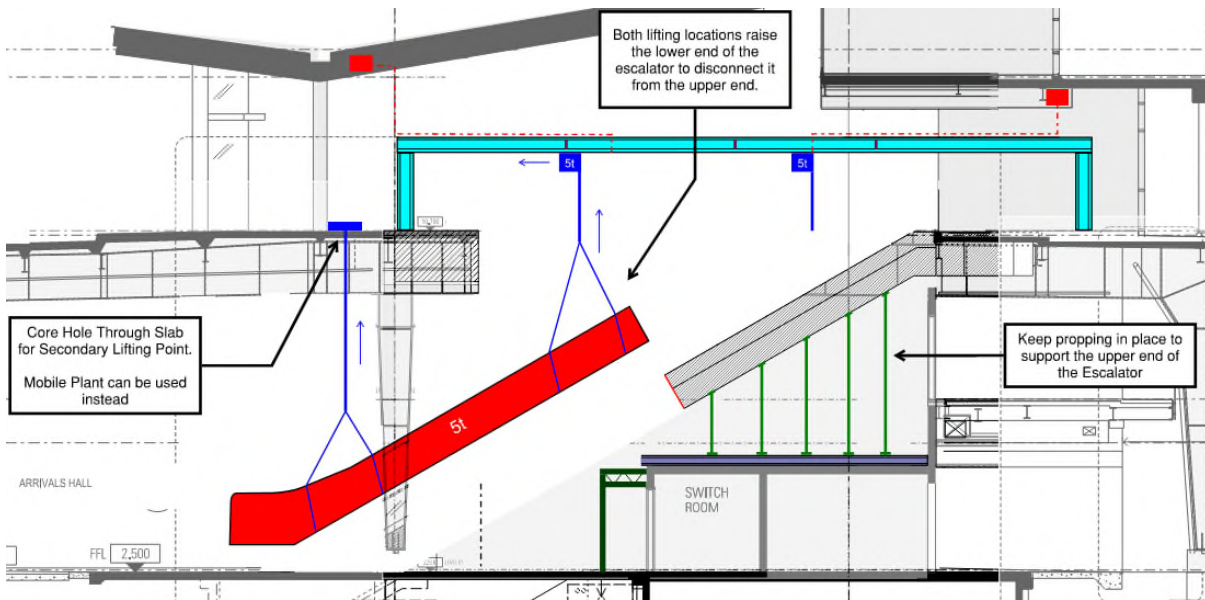 Both lifting locations raise
the lower end of the
escalator to disconnect it
from the upper end.
5t
5t
Core Hole Through Slab
for Secondary Lifting Point.
Mobile Plant can be used
instead
Keep propping in place to
support the upper end of
the Escalator
5t
ARRIVALS HALL
SWITCH
ROOM
FFL 2,500